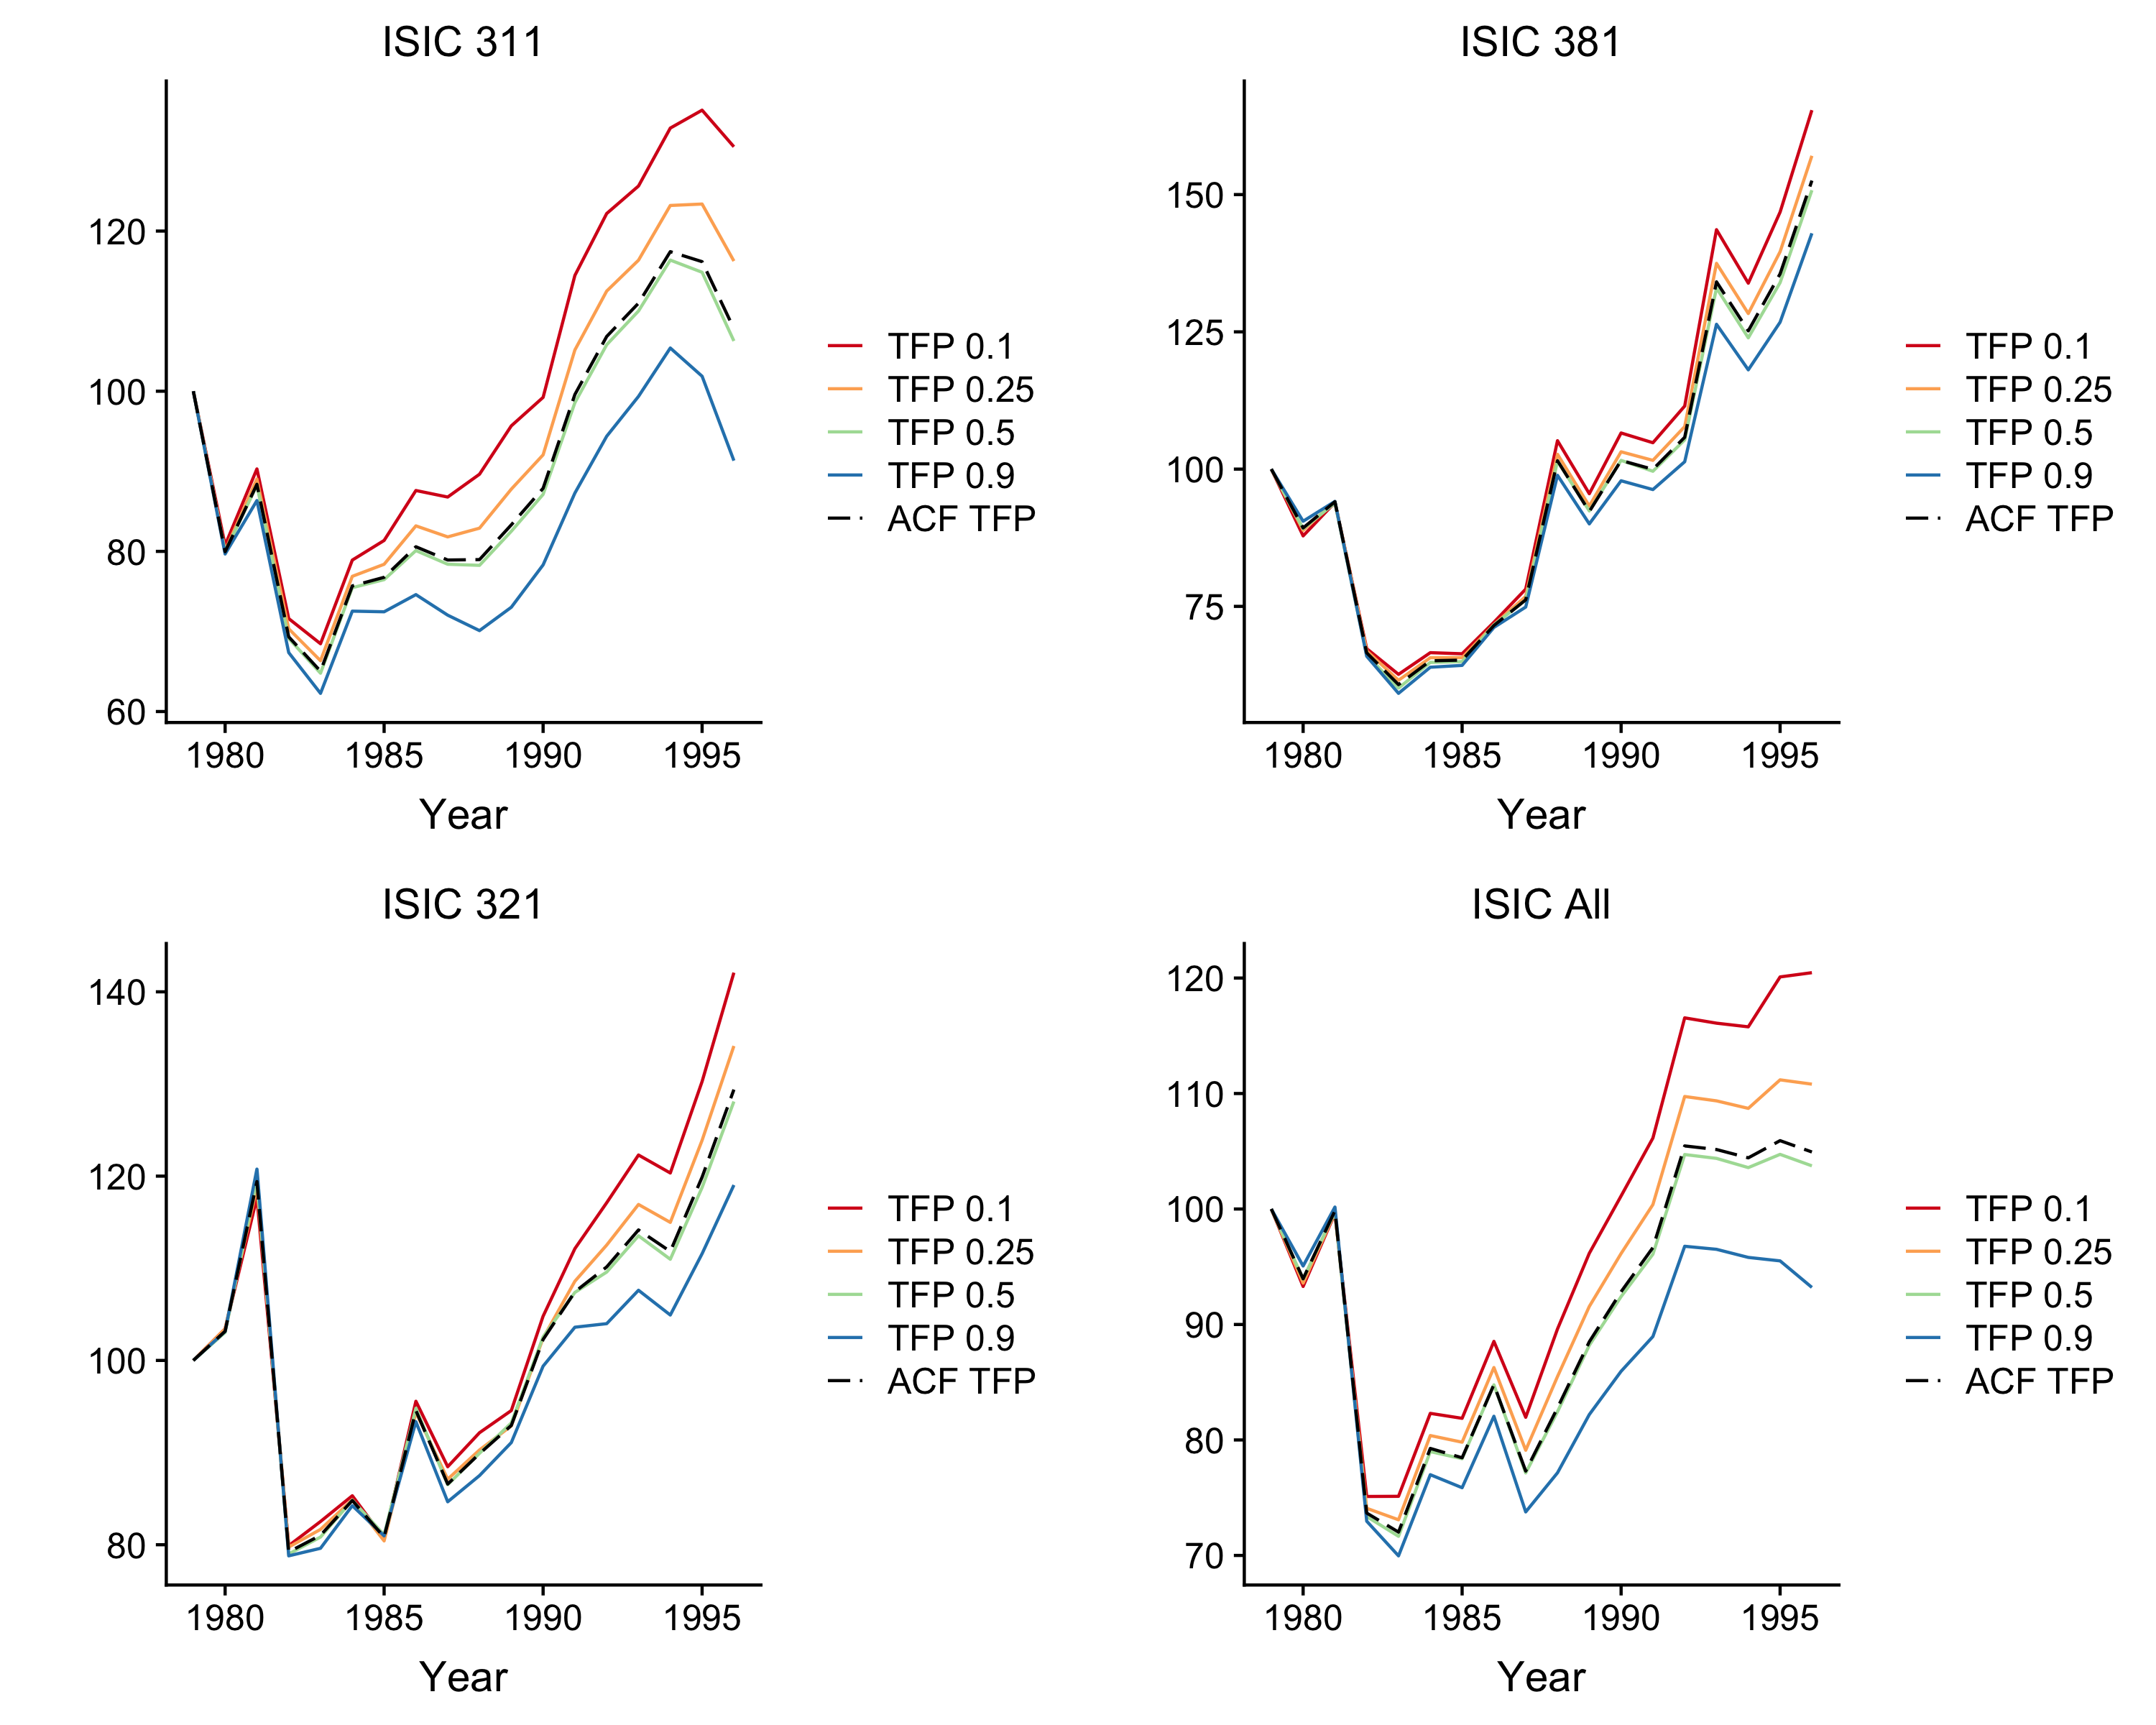 ISIC 311
120
100
80
60
1980 1985 1990 1995
Year
TFP 0.1
TFP 0.25
TFP 0.5
TFP 0.9
ACF TFP
ISIC 381
150
125
100
75
1980 1985 1990 1995
Year
TFP 0.1
TFP 0.25
TFP 0.5
TFP 0.9
ACF TFP
ISIC 321
140
120
100
80
1980 1985 1990 1995
Year
TFP 0.1
TFP 0.25
TFP 0.5
TFP 0.9
ACF TFP
ISIC All
120
110
100
90
80
70
1980 1985 1990 1995
Year
TFP 0.1
TFP 0.25
TFP 0.5
TFP 0.9
ACF TFP